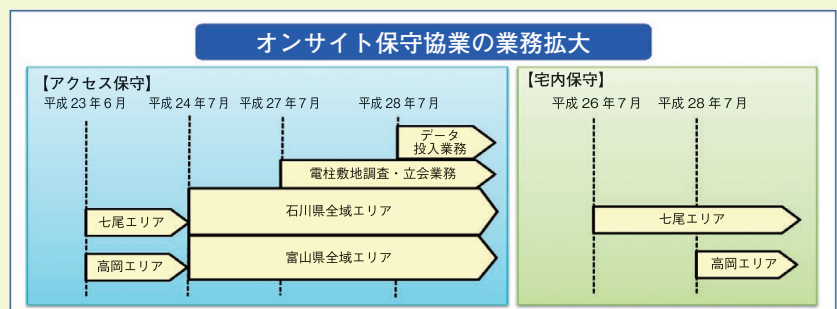 オンサイト保守協業の業務拡大
【アクセス保守】
平成23年6月 平成24年7月 平成27年7月 平成28年7月
データ
投入業務
電柱敷地調査・立会業務
七尾エリア
石川県全域エリア
高岡エリア
富山県全域エリア
【宅内保守】
平成26年7月 平成28年7月
七尾エリア
高岡エリア